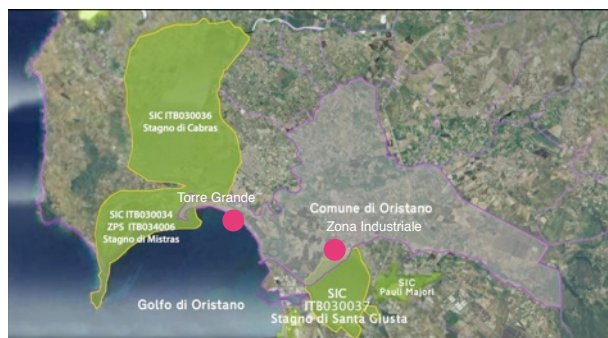 SIC ITB030036
Stagno di Cabras
Torre Grande
SIC ITB030034
ZPS ITB034006
Stagno di Mistras
Comune di Oristano
Zona Industriale
SIC
Pauli Majori
SIC
ITB030037
Stagno di Santa Giusta
Golfo di Oristano